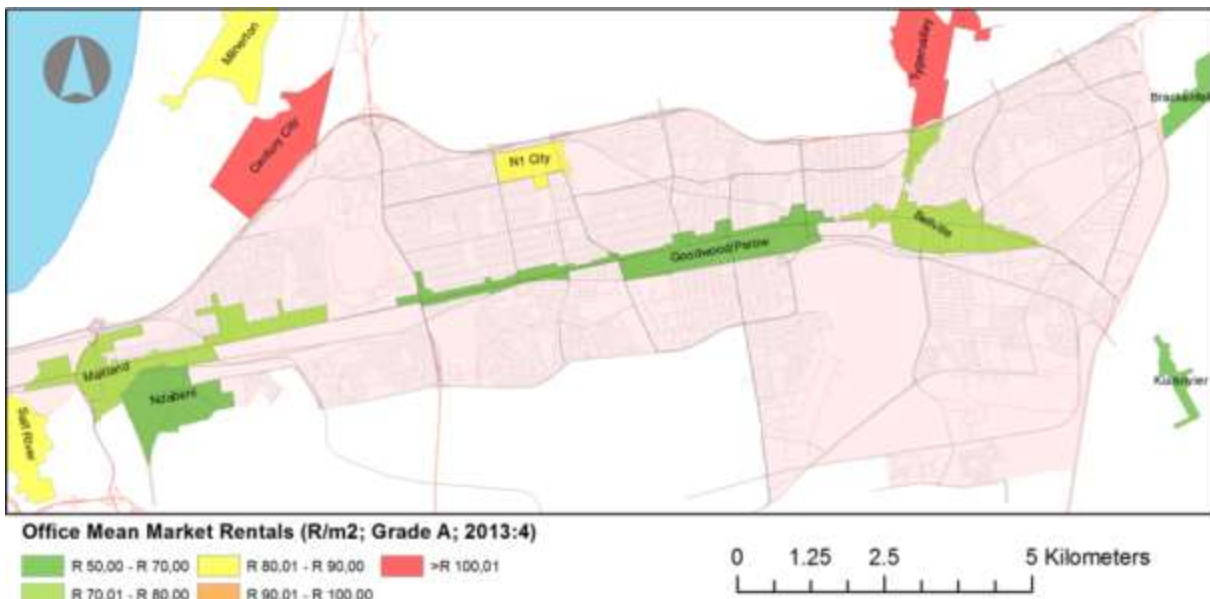 Milnerton
Tygervalley
Century City
Brackenfell
N1 City
Bellville
Goodwood/Parow
Maitland
Ndabeni
Kuilsrivier
Salt River
Office Mean Market Rentals (R/m2; Grade A; 2013:4)
R 50,00 - R 70,00
R 80,01 - R 90,00
>R 100,01
R 70,01 - R 80,00
R 90,01 - R 100,00
0 1.25 2.5 5 Kilometers